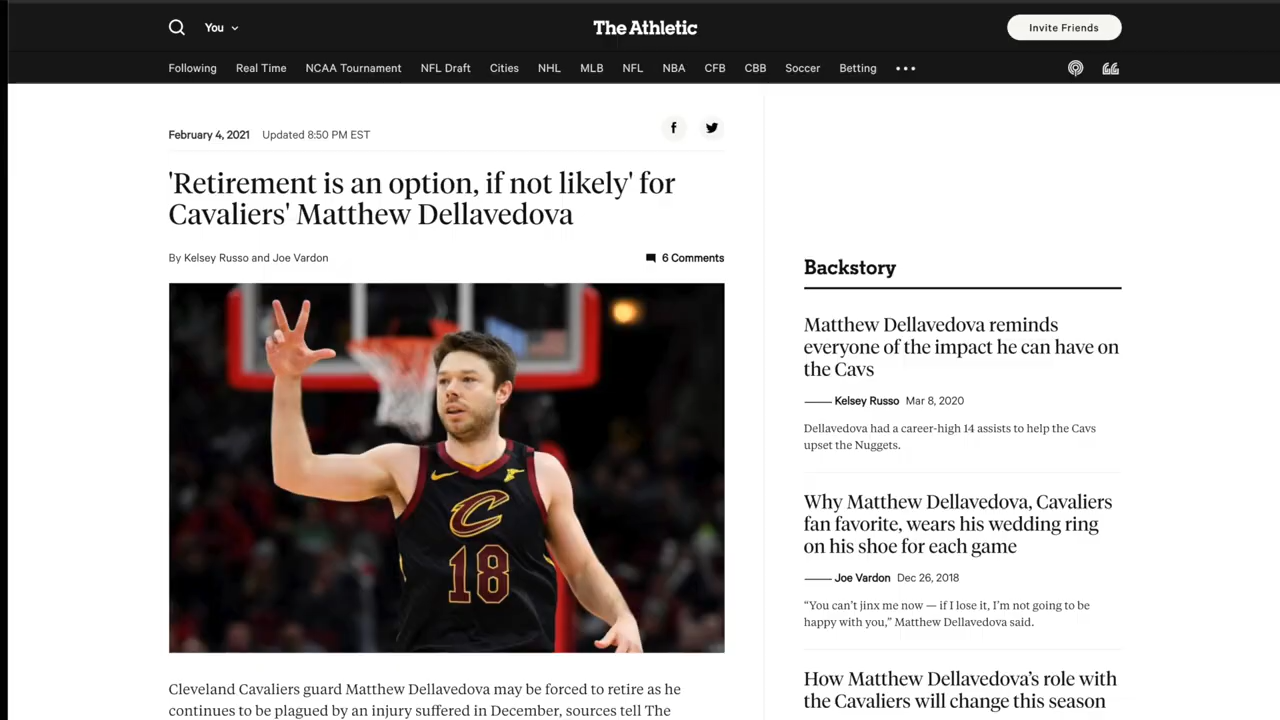 You
The Athletic
Invite Friends
Following Real Time NCAA Tournament NFL Draft Cities NHL MLB NFL NBA CFB CBB Soccer Betting
February 4, 2021 Updated 8:50 PM EST
'Retirement is an option, if not likely' for
Cavaliers' Matthew Dellavedova
By Kelsey Russo and Joe Vardon
6 Comments
C
18
Cleveland Cavaliers guard Matthew Dellavedova may be forced to retire as he
continues to be plagued by an injury suffered in December, sources tell The
Backstory
Matthew Dellavedova reminds
everyone of the impact he can have on
the Cavs
Kelsey Russo Mar 8, 2020
Dellavedova had a career-high 14 assists to help the Cavs
upset the Nuggets.
Why Matthew Dellavedova, Cavaliers
fan favorite, wears his wedding ring
on his shoe for each game
Joe Vardon Dec 26, 2018
“You can’t jinx me now — if I lose it, I’m not going to be
happy with you,” Matthew Dellavedova said.
How Matthew Dellavedova’s role with
the Cavaliers will change this season